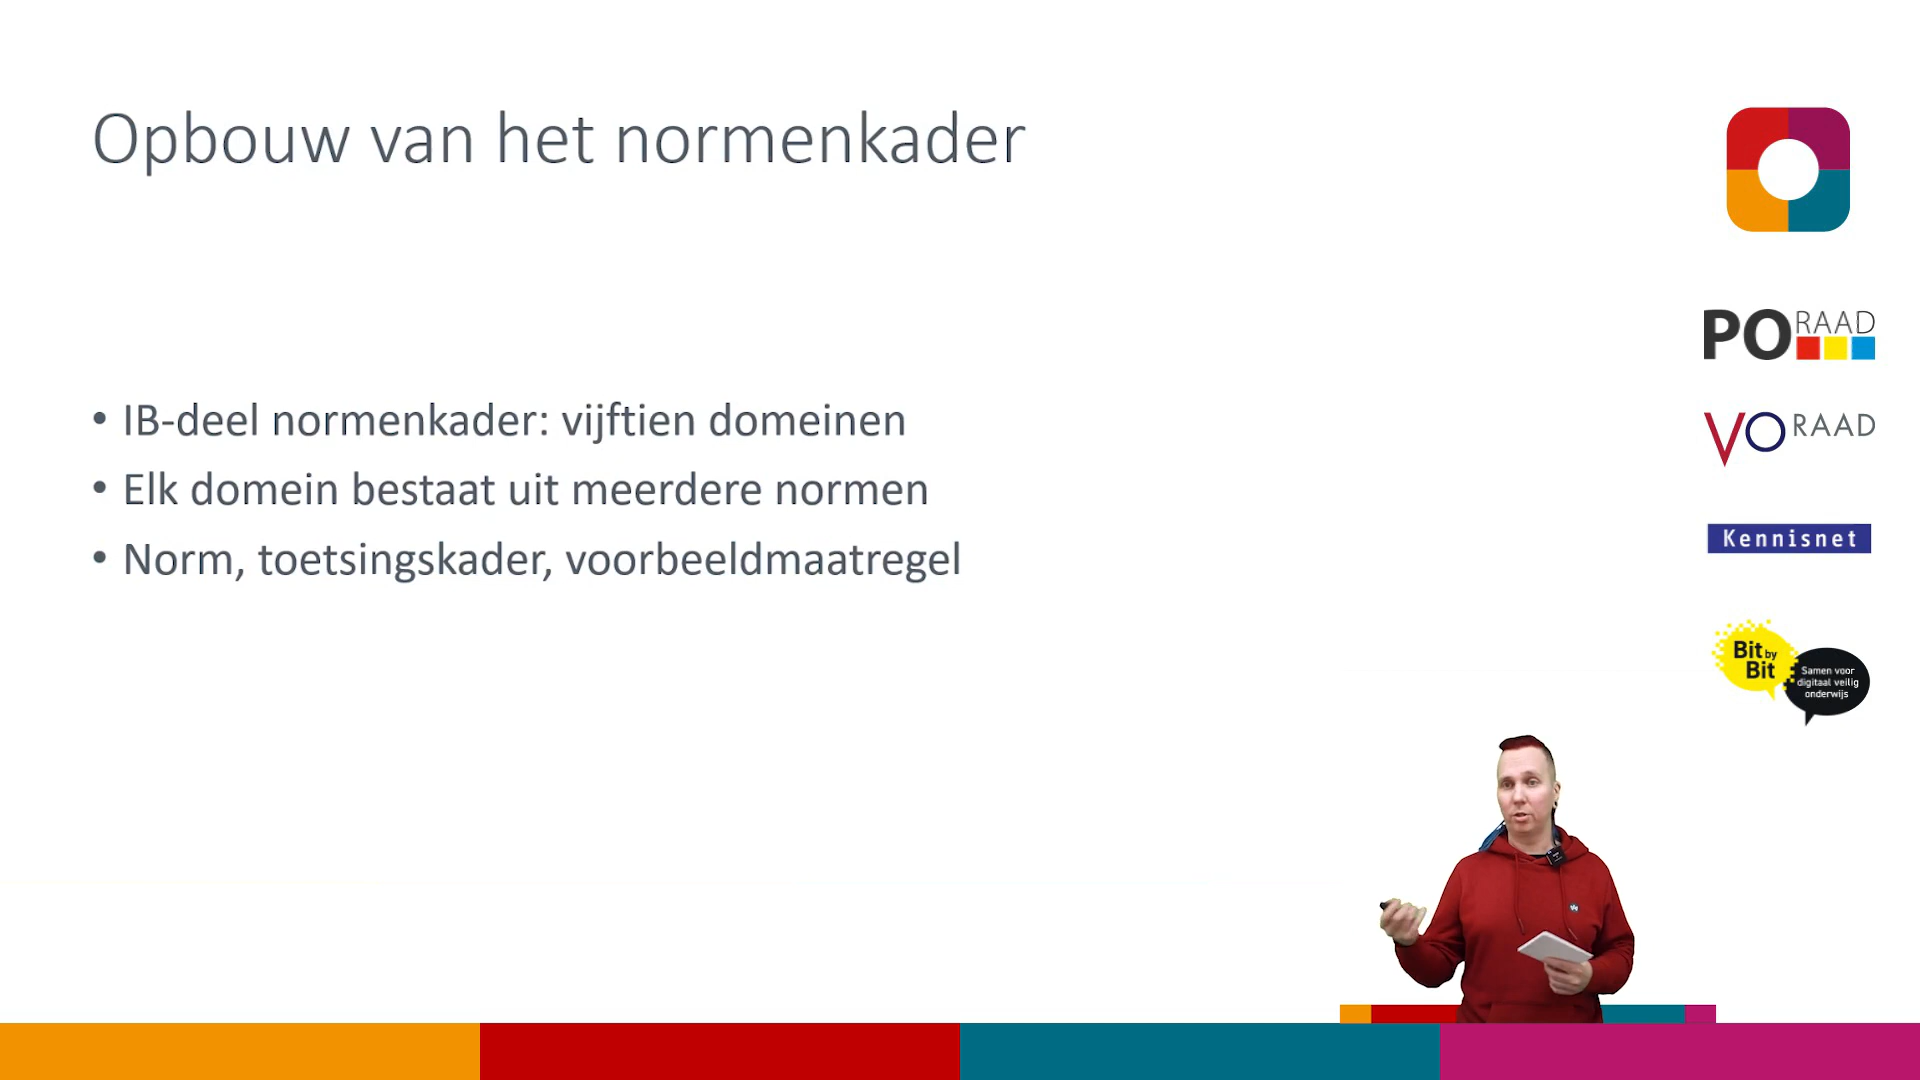 Opbouw van het normenkader
• IB-deel normenkader: vijftien domeinen
• Elk domein bestaat uit meerdere normen
• Norm, toetsingskader, voorbeeldmaatregel
PO RAAD
VO RAAD
Kennisnet
Bit by
Bit
Samen voor
digitaal veilig
onderwijs